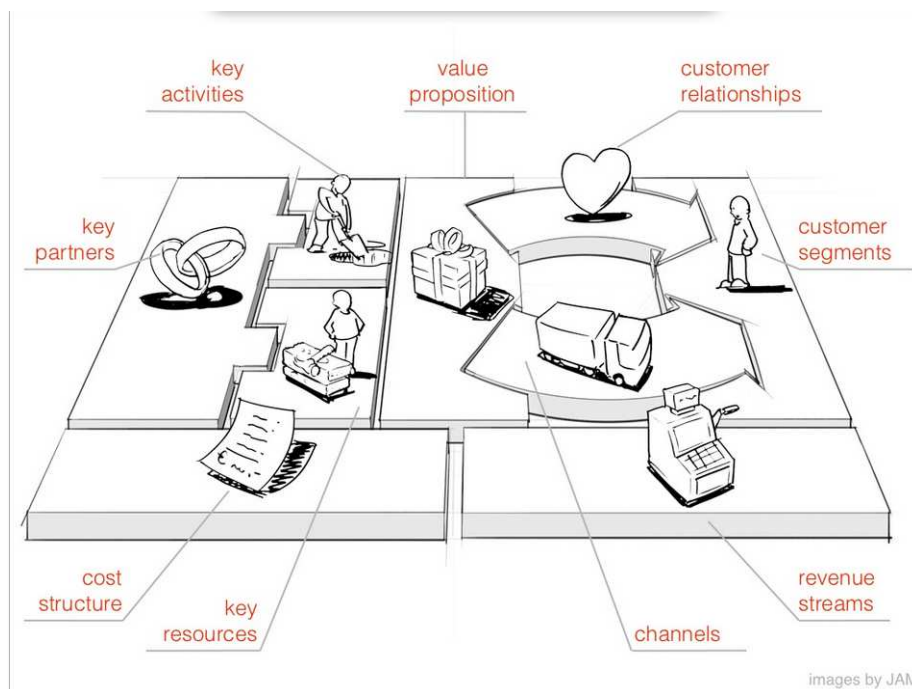 key
activities
value
proposition
customer
relationships
key
partners
customer
segments
cost
structure
key
resources
channels
revenue
streams
images by JAM